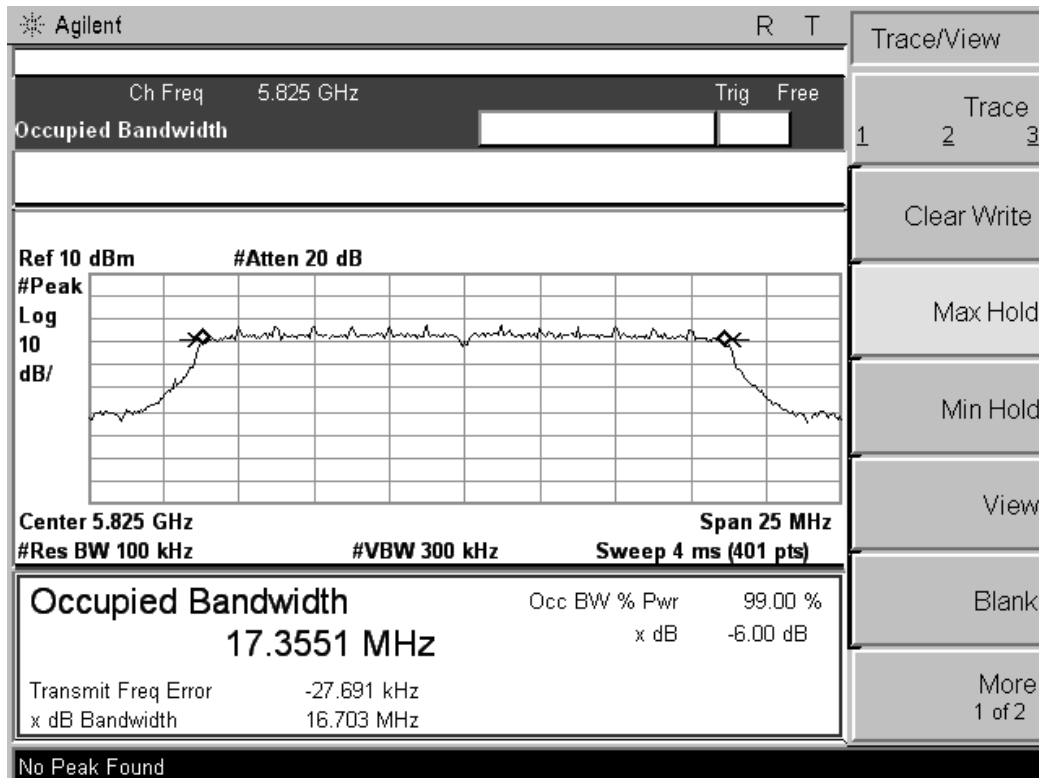 Agilent R T
Ch Freq 5.825 GHz Trig Free
Occupied Bandwidth
Ref 10 dBm #Atten 20 dB
#Peak
Log
10
dB/
Center 5.825 GHz Span 25 MHz
#Res BW 100 kHz #VBW 300 kHz Sweep 4 ms (401 pts)
Occupied Bandwidth
17.3551 MHz
Occ BW % Pwr 99.00 %
x dB -6.00 dB
Transmit Freq Error -27.691 kHz
x dB Bandwidth 16.703 MHz
No Peak Found
Trace/View
Trace
1 2 3
Clear Write
Max Hold
Min Hold
View
Blank
More
1 of 2